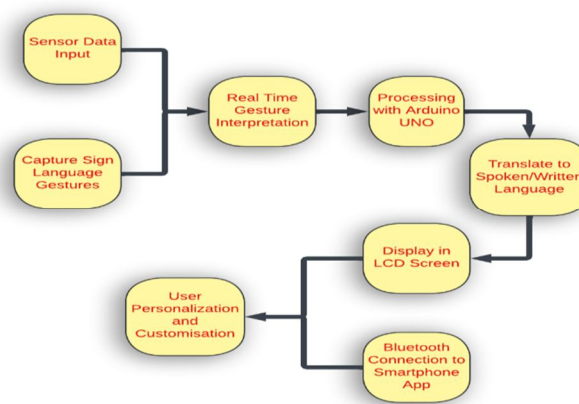 Sensor Data
Input
Capture Sign
Language
Gestures
Real Time
Gesture
Interpretation
Processing
with Arduino
UNO
Translate to
Spoken/Written
Language
Display in
LCD Screen
Bluetooth
Connection to
Smartphone
App
User
Personalization
and
Customisation